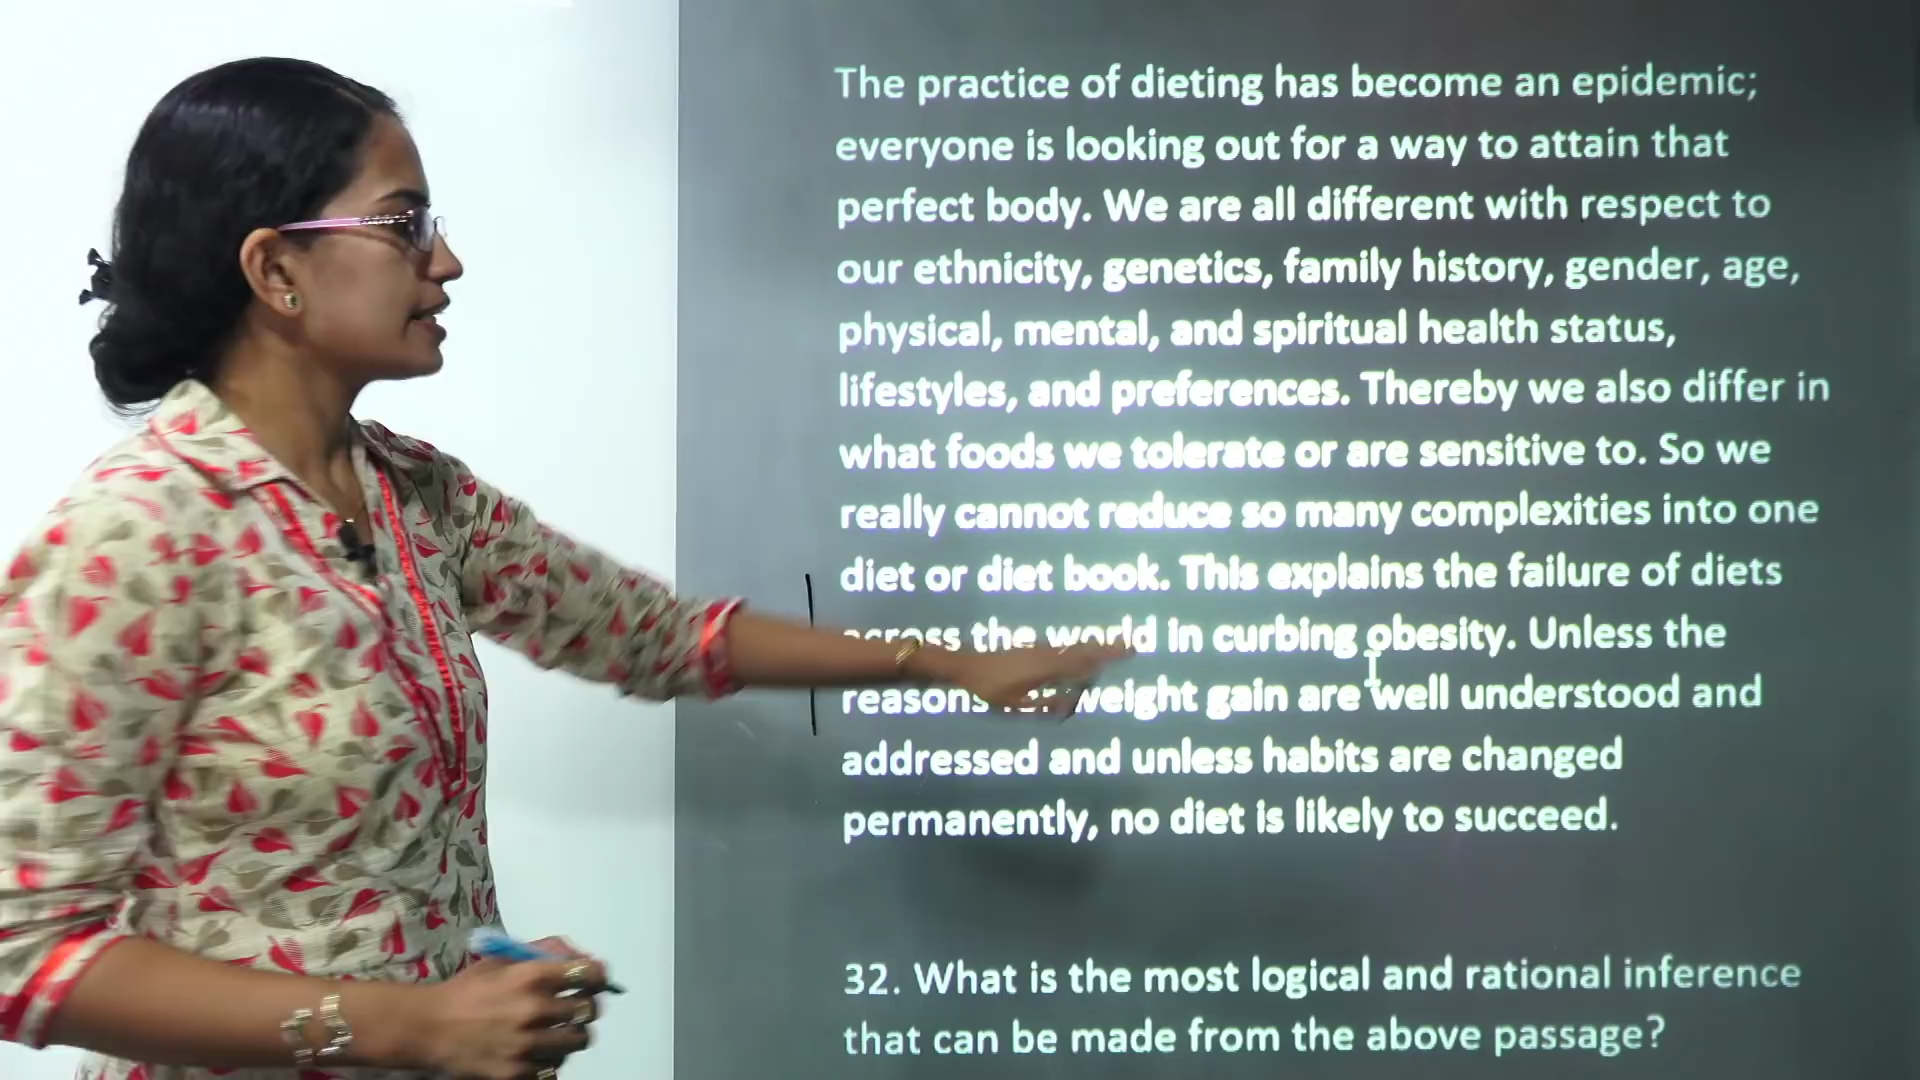 The practice of dieting has become an epidemic;
everyone is looking out for a way to attain that
perfect body. We are all different with respect to
our ethnicity, genetics, family history, gender, age,
physical, mental, and spiritual health status,
lifestyles, and preferences. Thereby we also differ in
what foods we tolerate or are sensitive to. So we
really cannot reduce so many complexities into one
diet or diet book. This explains the failure of diets
across the world in curbing obesity. Unless the
reasons for weight gain are well understood and
addressed and unless habits are changed
permanently, no diet is likely to succeed.
32. What is the most logical and rational inference
that can be made from the above passage?